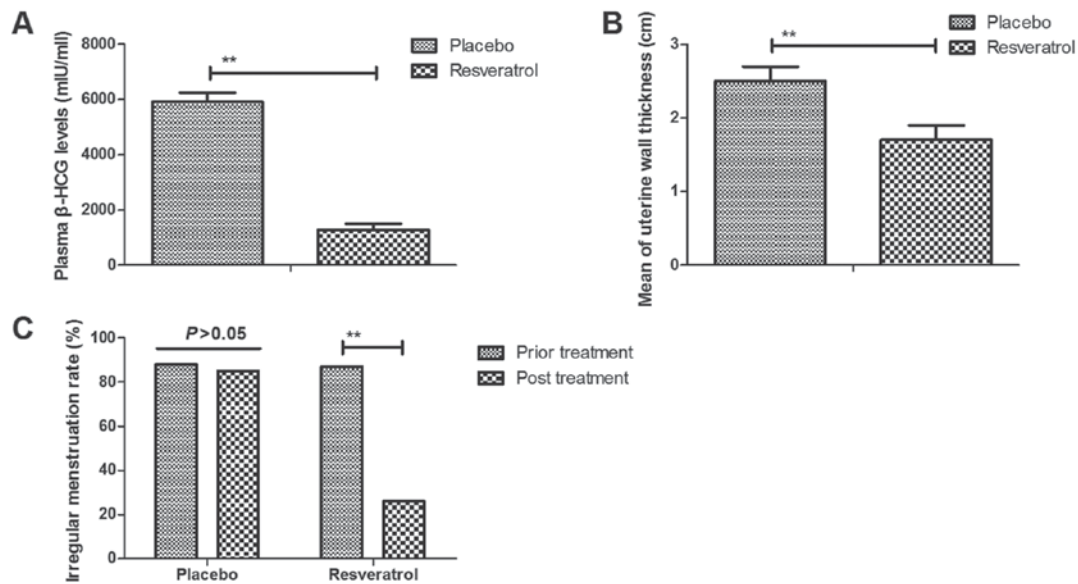 A
Plasma β-HCG levels (mIU/mll)
8000
6000
4000
2000
0
**
Placebo
Resveratrol
B
Mean of uterine wall thickness (cm)
3
2
1
0
**
Placebo
Resveratrol
C
Irregular menstruation rate (%)
100
80
60
40
20
0
P>0.05
**
Prior treatment
Post treatment
Placebo
Resveratrol